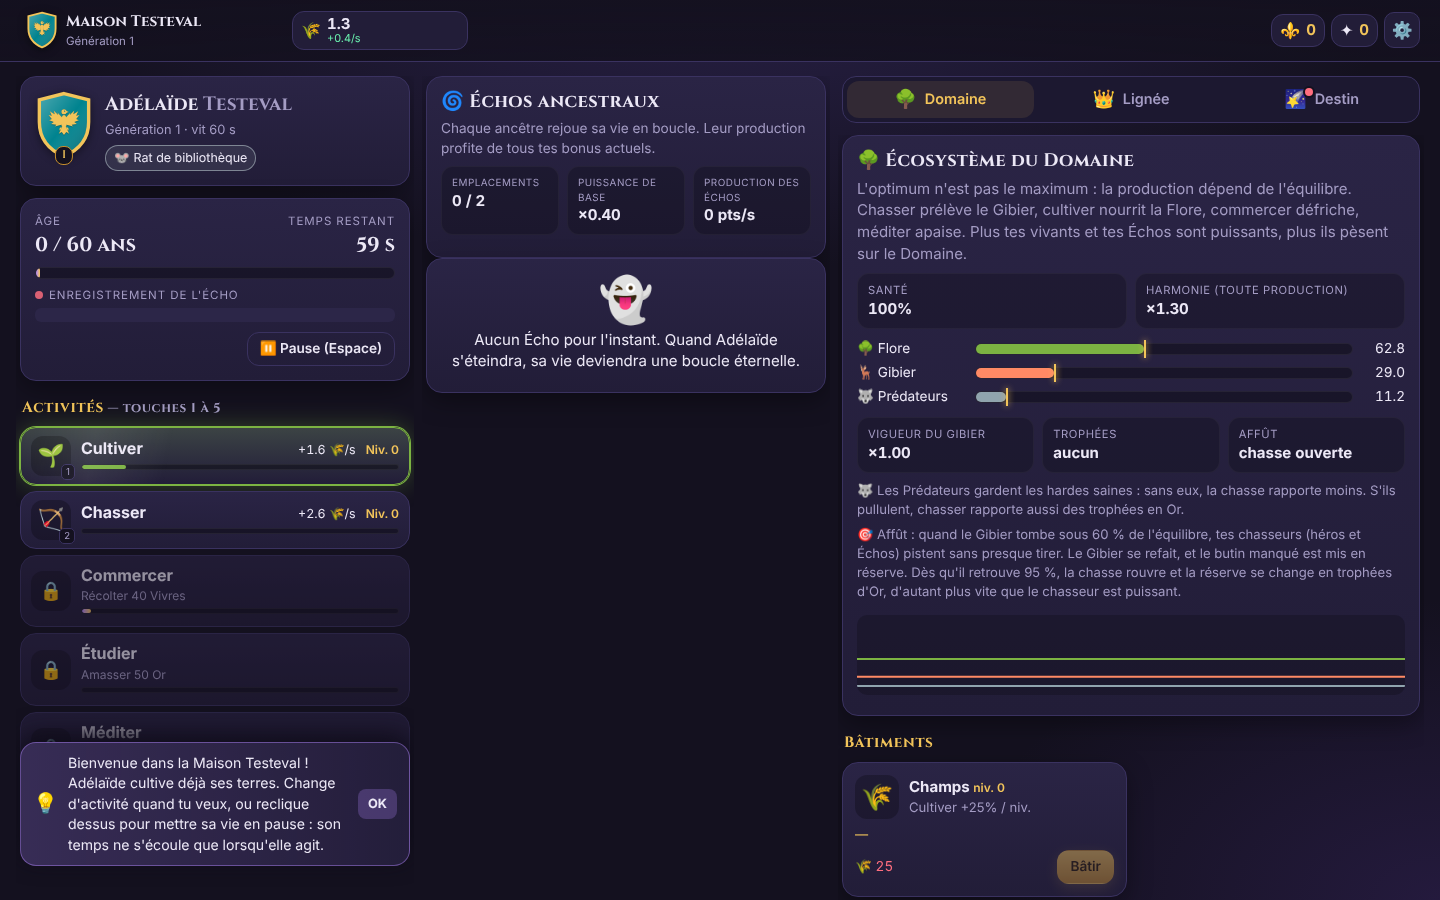 Maison Testeval
Génération 1
1.3
+0.4/s
0
0
Adélaïde Testeval
Génération 1 · vit 60 s
Rat de bibliothèque
I
ÂGE
TEMPS RESTANT
0 / 60 ans
59 s
ENREGISTREMENT DE L'ÉCHO
Pause (Espace)
Activités — touches 1 à 5
Cultiver
+1.6 /s Niv. 0
1
Chasser
+2.6 /s Niv. 0
2
Commercer
Récolter 40 Vivres
Étudier
Amasser 50 Or
Méditer
Bienvenue dans la Maison Testeval !
Adélaïde cultive déjà ses terres. Change
d'activité quand tu veux, ou reclique
dessus pour mettre sa vie en pause : son
temps ne s'écoule que lorsqu'elle agit.
OK
Échos ancestraux
Chaque ancêtre rejoue sa vie en boucle. Leur production
profite de tous tes bonus actuels.
EMPLACEMENTS
0 / 2
PUISSANCE DE
BASE
×0.40
PRODUCTION DES
ÉCHOS
0 pts/s
Aucun Écho pour l'instant. Quand Adélaïde
s'éteindra, sa vie deviendra une boucle éternelle.
Domaine
Lignée
Destin
Écosystème du Domaine
L'optimum n'est pas le maximum : la production dépend de l'équilibre.
Chasser prélève le Gibier, cultiver nourrit la Flore, commercer défriche,
méditer apaise. Plus tes vivants et tes Échos sont puissants, plus ils pèsent
sur le Domaine.
SANTÉ
100%
HARMONIE (TOUTE PRODUCTION)
×1.30
Flore
62.8
Gibier
29.0
Prédateurs
11.2
VIGUEUR DU GIBIER
×1.00
TROPHÉES
aucun
AFFÛT
chasse ouverte
Les Prédateurs gardent les hardes saines : sans eux, la chasse rapporte moins. S'ils
pullulent, chasser rapporte aussi des trophées en Or.
Affût : quand le Gibier tombe sous 60 % de l'équilibre, tes chasseurs (héros et
Échos) pistent sans presque tirer. Le Gibier se refait, et le butin manqué est mis en
réserve. Dès qu'il retrouve 95 %, la chasse rouvre et la réserve se change en trophées
d'Or, d'autant plus vite que le chasseur est puissant.
Bâtiments
Champs niv. 0
Cultiver +25% / niv.
—
25
Bâtir